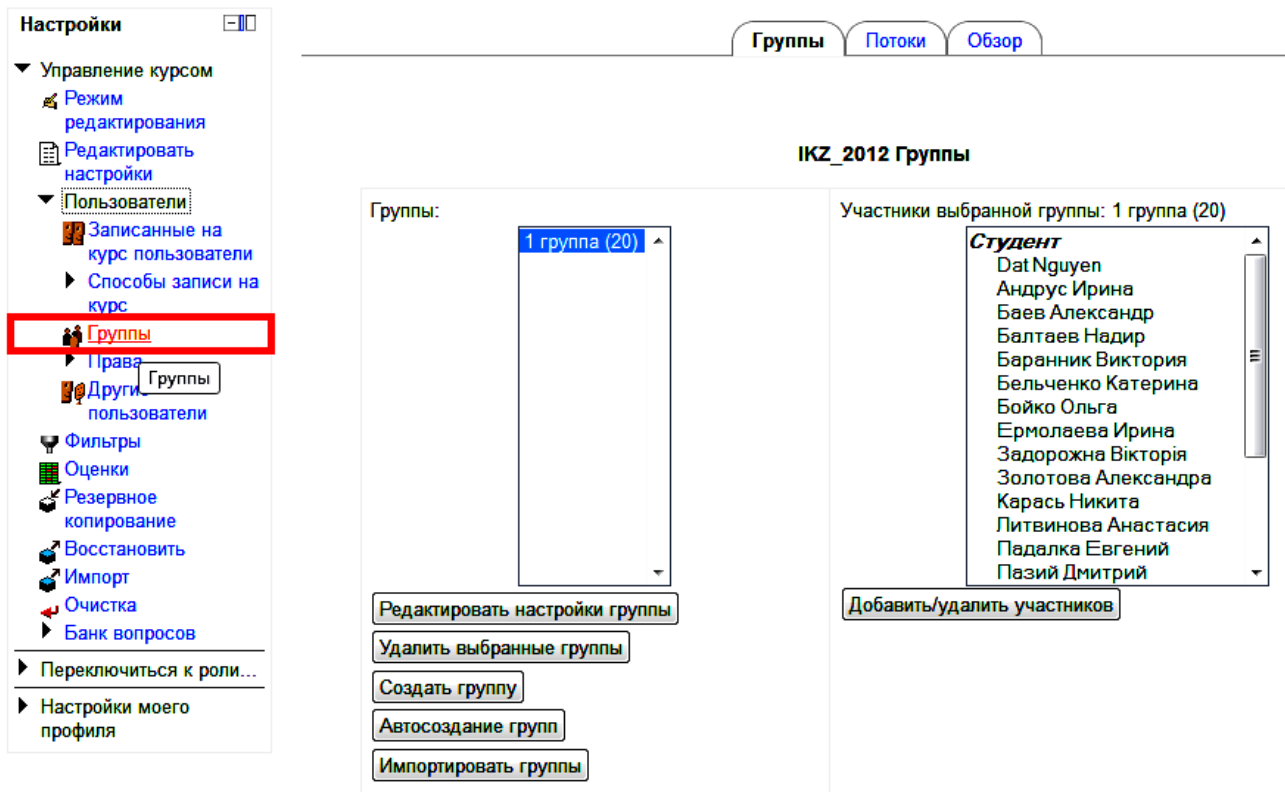 Настройки
Управление курсом
Режим
редактирования
Редактировать
настройки
Пользователи
Записанные на
курс пользователи
Способы записи на
курс
Группы
Права
Группы
Другие
пользователи
Фильтры
Оценки
Резервное
копирование
Восстановить
Импорт
Очистка
Банк вопросов
Переключиться к роли...
Настройки моего
профиля
Группы Потоки Обзор
IKZ_2012 Группы
Группы:
1 группа (20)
Редактировать настройки группы
Удалить выбранные группы
Создать группу
Автосоздание групп
Импортировать группы
Участники выбранной группы: 1 группа (20)
Студент
Dat Nguyen
Андрус Ирина
Баев Александр
Балтаев Надир
Баранник Виктория
Бельченко Катерина
Бойко Ольга
Ермолаева Ирина
Задорожна Вікторія
Золотова Александра
Карась Никита
Литвинова Анастасия
Падалка Евгений
Пазий Дмитрий
Добавить/удалить участников